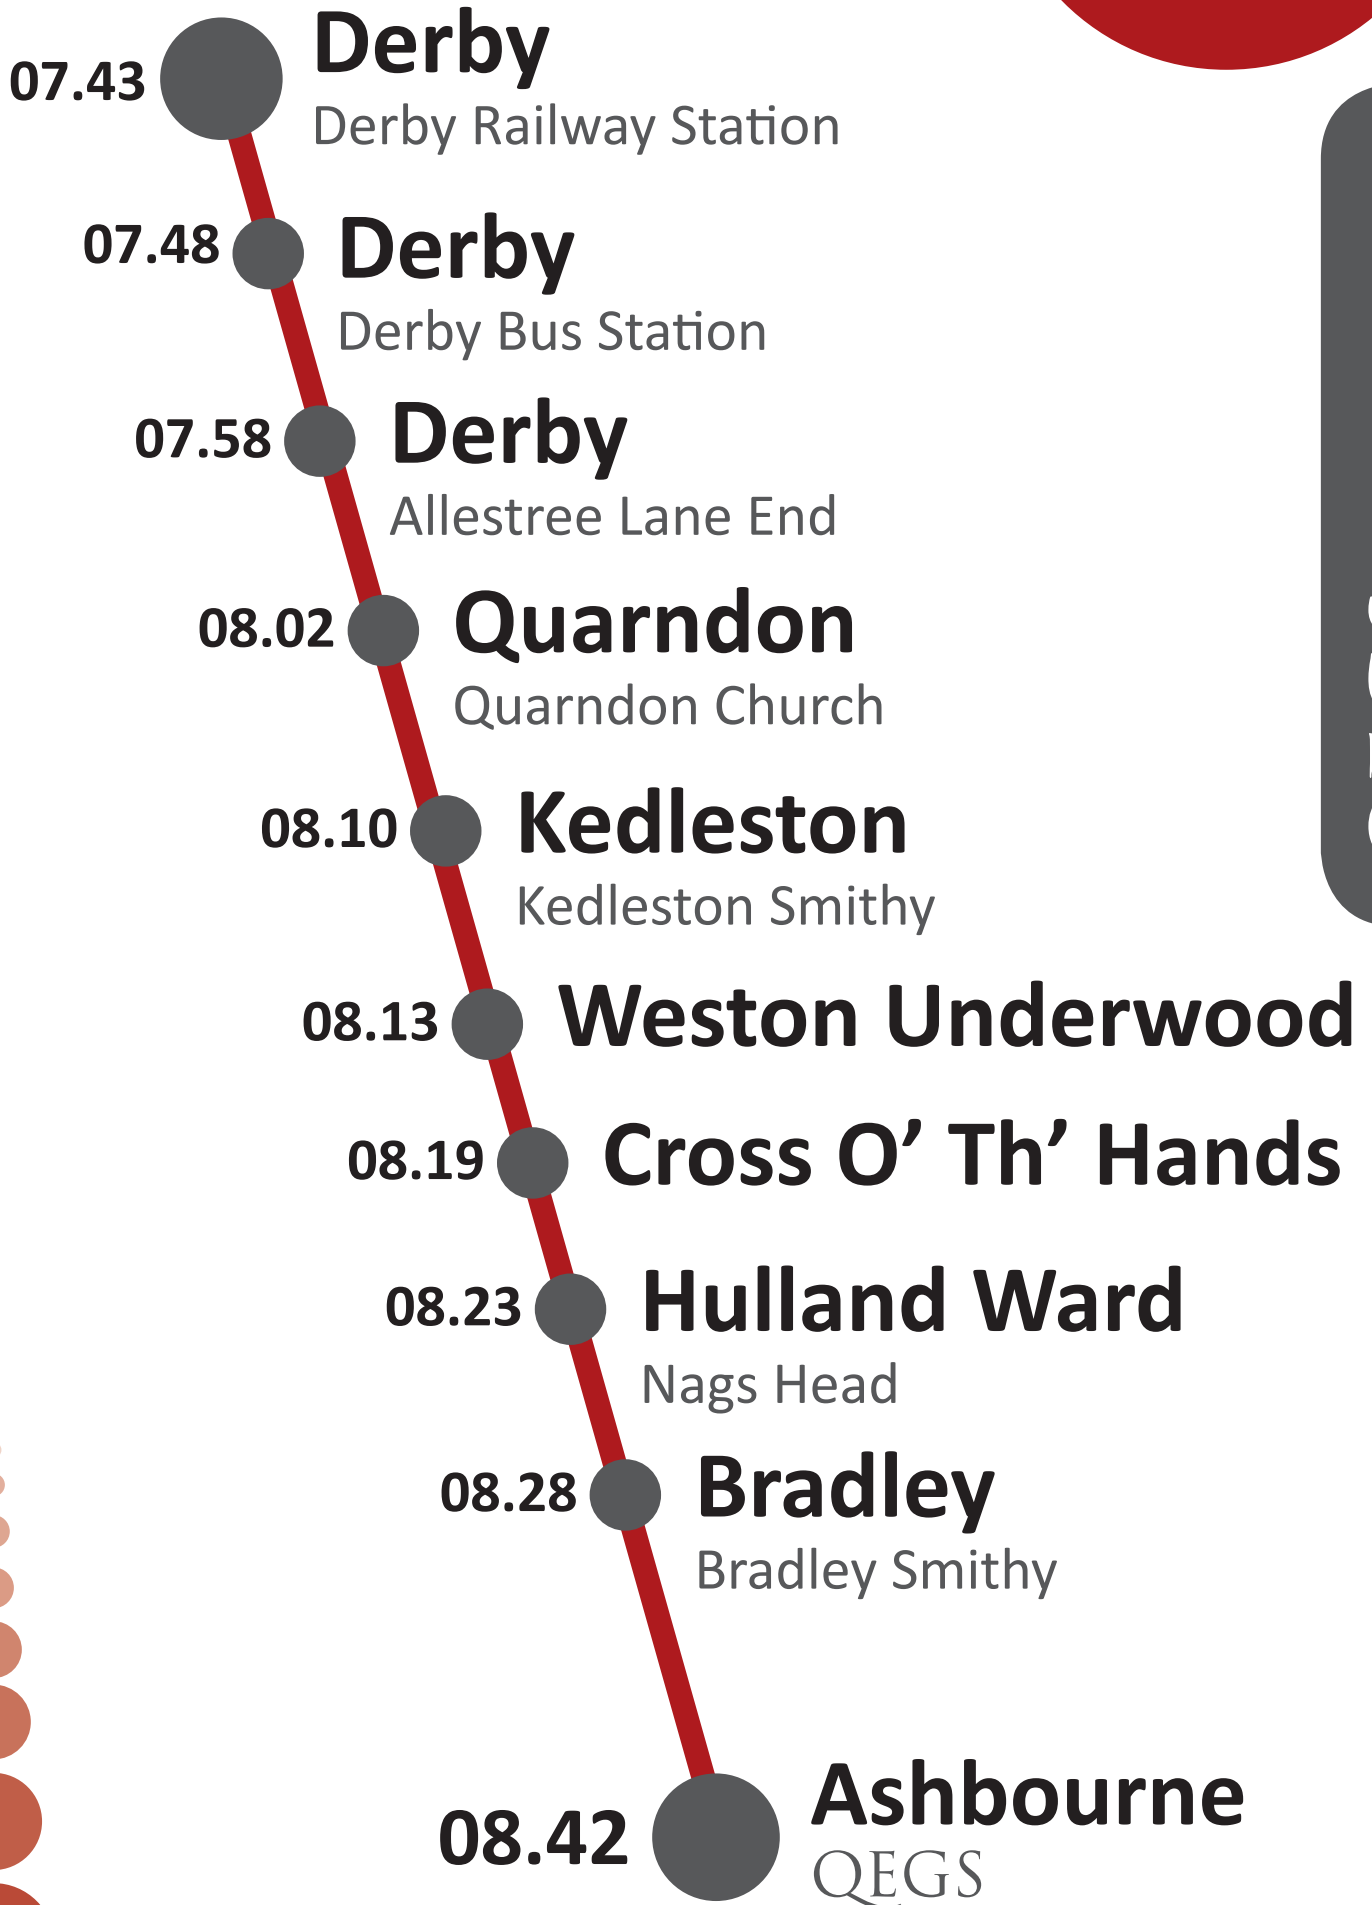 07.43
Derby
Derby Railway Station
07.48
Derby
Derby Bus Station
07.58
Derby
Allestree Lane End
08.02
Quarndon
Quarndon Church
08.10
Kedleston
Kedleston Smithy
08.13
Weston Underwood
08.19
Cross O’ Th’ Hands
08.23
Hulland Ward
Nags Head
08.28
Bradley
Bradley Smithy
08.42
Ashbourne
QEGS